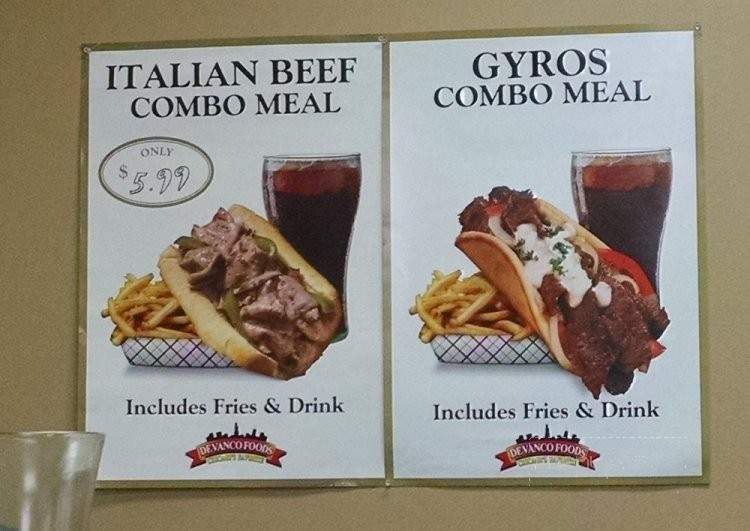 ITALIAN BEEF
COMBO MEAL
ONLY
$5.99
Includes Fries & Drink
DEVANCO FOODS
GYROS
COMBO MEAL
Includes Fries & Drink
DEVANCO FOODS